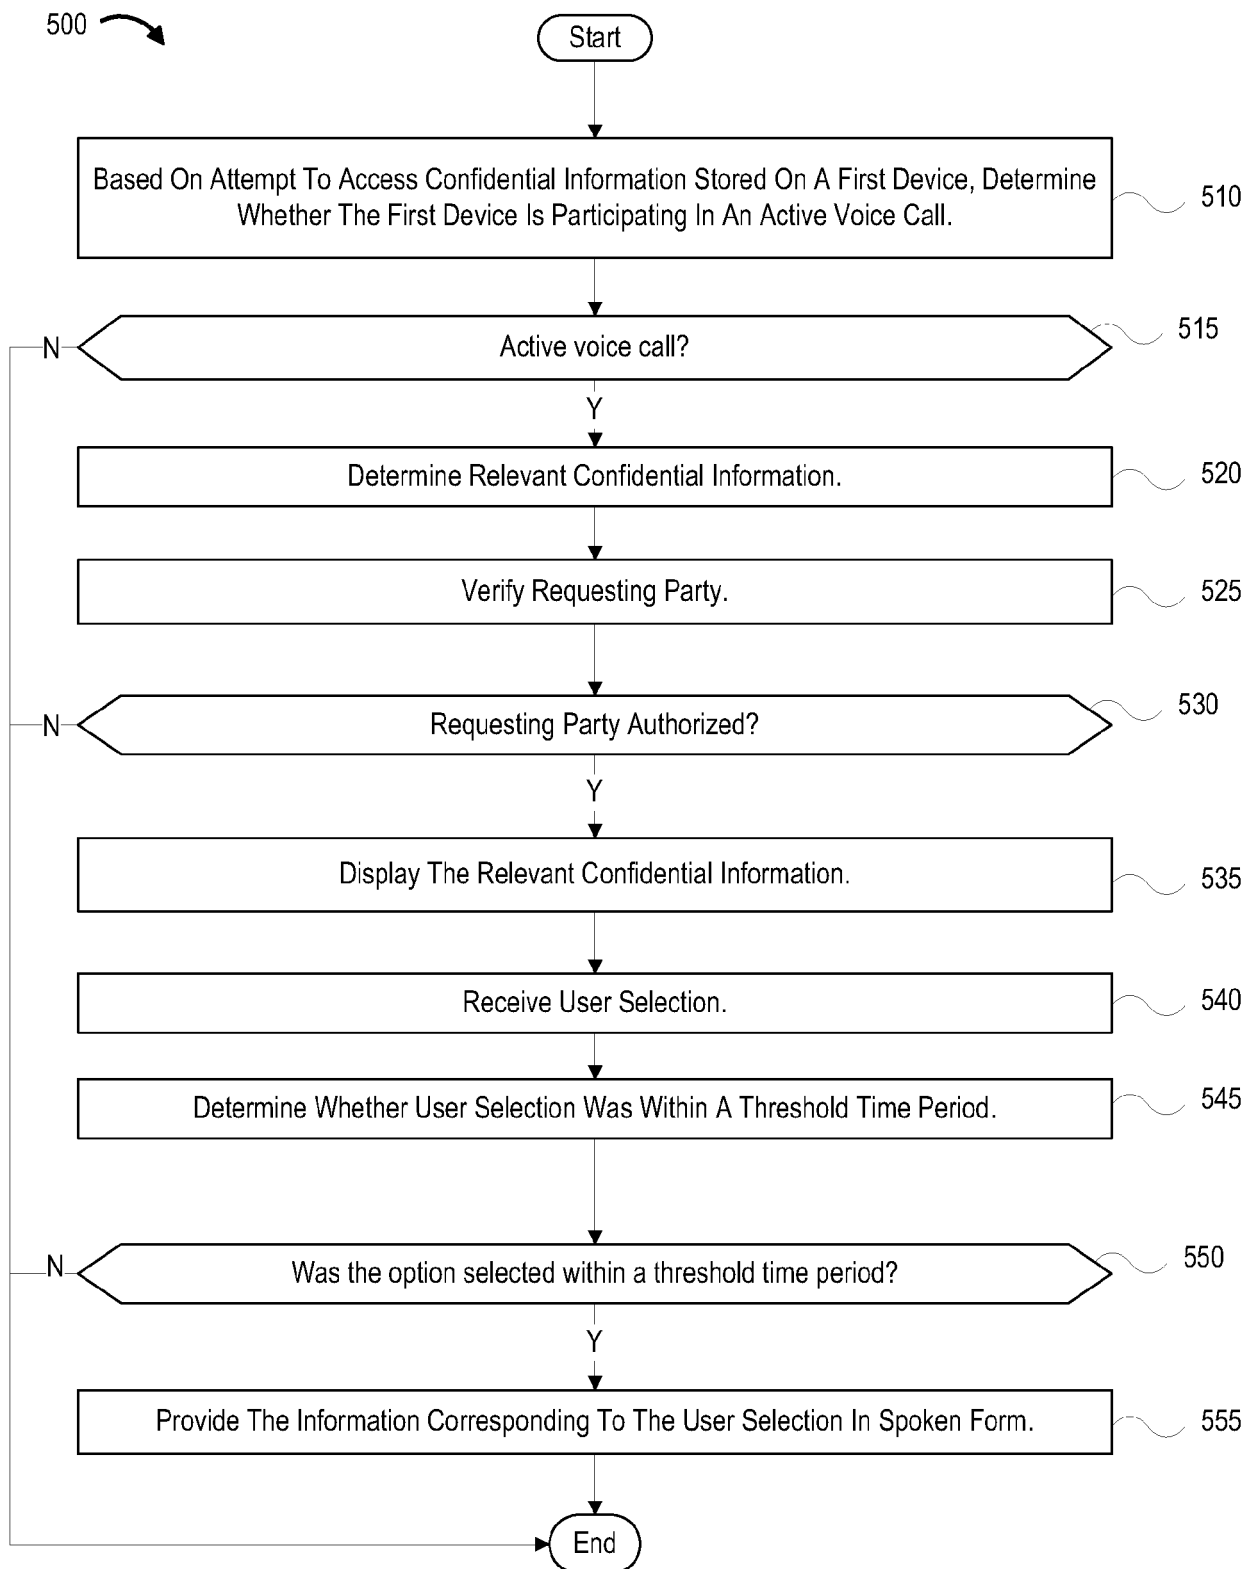 500
Start
Based On Attempt To Access Confidential Information Stored On A First Device, Determine
Whether The First Device Is Participating In An Active Voice Call.
510
N
Active voice call?
515
Y
Determine Relevant Confidential Information.
520
Verify Requesting Party.
525
N
Requesting Party Authorized?
530
Y
Display The Relevant Confidential Information.
535
Receive User Selection.
540
Determine Whether User Selection Was Within A Threshold Time Period.
545
N
Was the option selected within a threshold time period?
550
Y
Provide The Information Corresponding To The User Selection In Spoken Form.
555
End